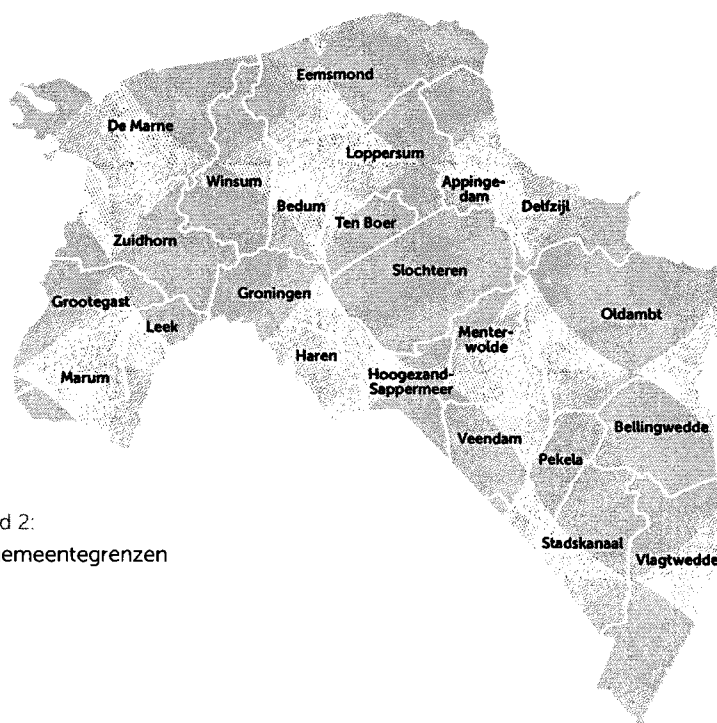 Eemsmond
De Marne
Loppersum
Winsum
Appinge-
dam
Bedum
Delfzijl
Ten Boer
Zuidhorn
Slochteren
Groningen
Grootegast
Oldambt
Leek
Menter-
wolde
Haren
Marum
Hoogezand-
Sappermeer
Bellingwedde
Veendam
Pekela
d 2:
emeentegrenzen
Stadskanaal
Vlagtwedde